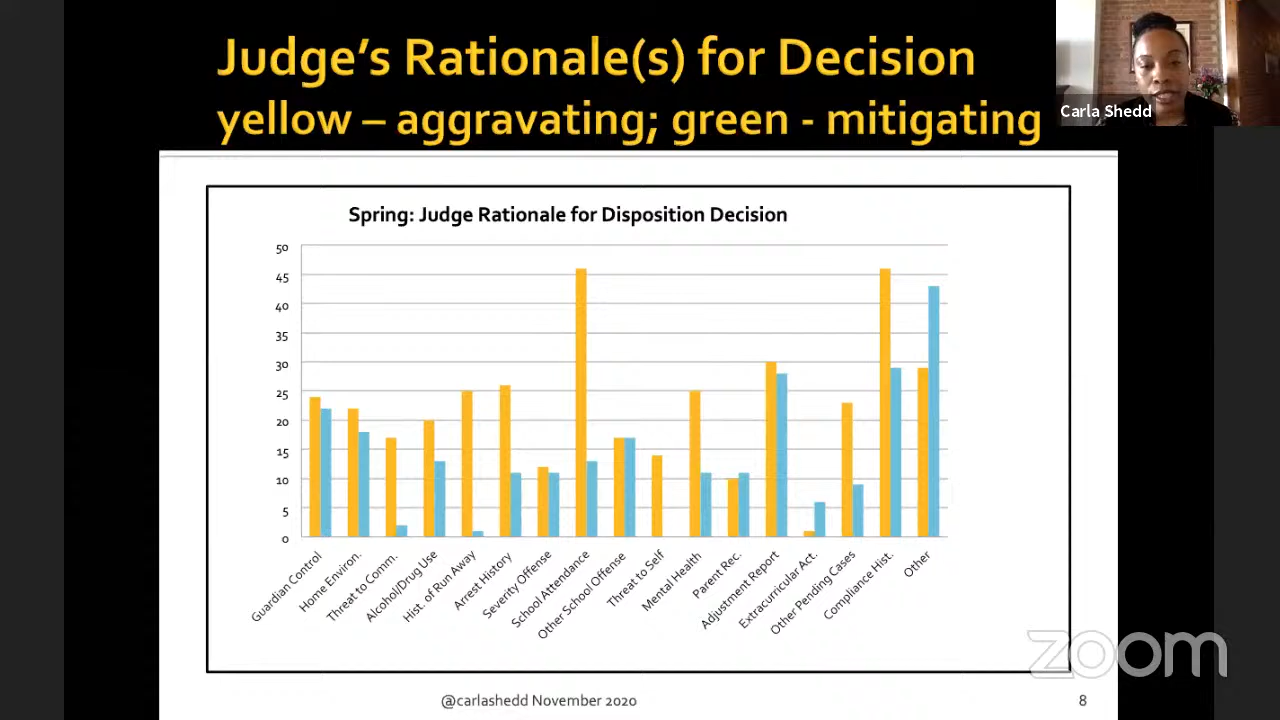 Judge's Rationale(s) for Decision
yellow – aggravating; green - mitigating
Carla Shedd
Spring: Judge Rationale for Disposition Decision
50
45
40
35
30
25
20
15
10
5
0
Guardian Control
Home Environ.
Threat to Comm.
Alcohol/Drug Use
Hist. of Run Away
Arrest History
Severity Offense
School Attendance
Other School Offense
Threat to Self
Mental Health
Parent Rec.
Adjustment Report
Extracurricular Act.
Other Pending Cases
Compliance Hist.
Other
zoom
@carlashedd November 2020
8